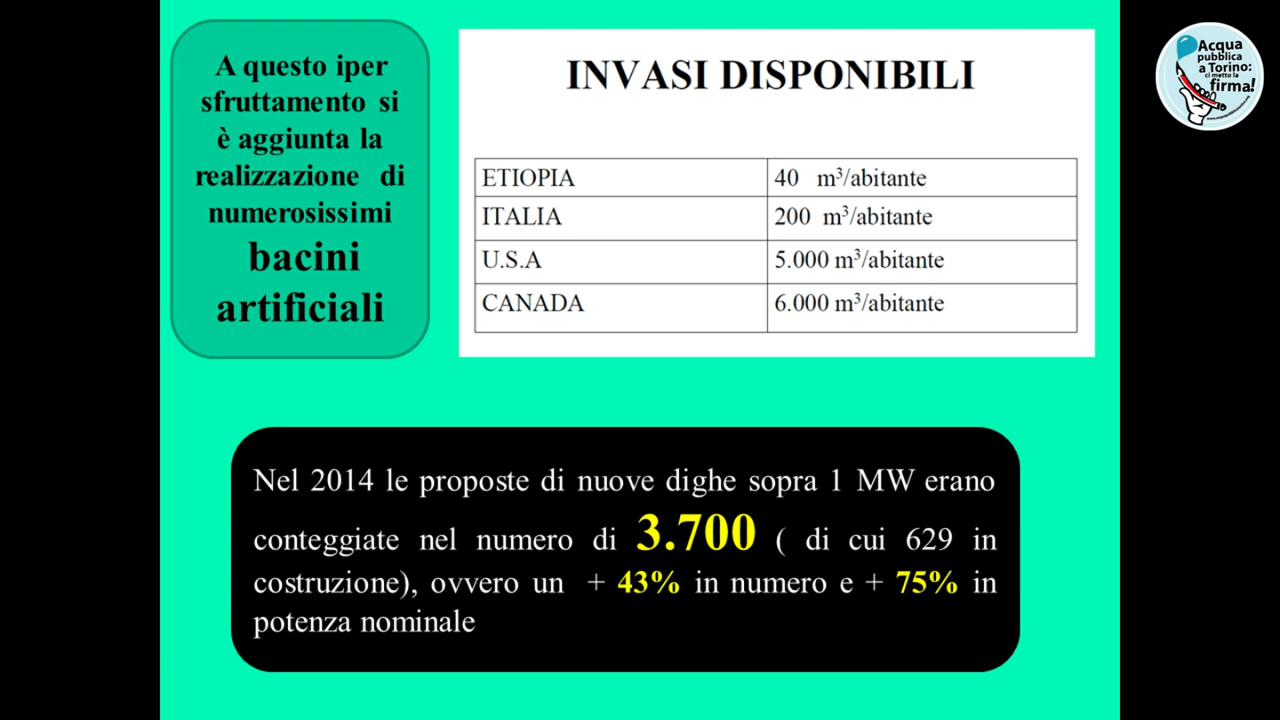 A questo iper
sfruttamento si
è aggiunta la
realizzazione di
numerosissimi
bacini
artificiali
INVASI DISPONIBILI
ETIOPIA 40 m³/abitante
ITALIA 200 m³/abitante
U.S.A 5.000 m³/abitante
CANADA 6.000 m³/abitante
Nel 2014 le proposte di nuove dighe sopra 1 MW erano
conteggiate nel numero di 3.700 ( di cui 629 in
costruzione), ovvero un + 43% in numero e + 75% in
potenza nominale
Acqua
pubblica
a Torino:
ci metto la
firma!